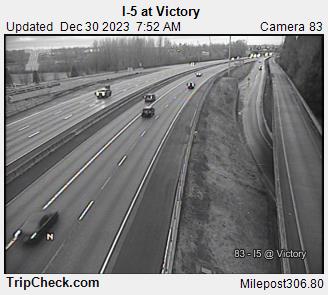 I-5 at Victory
Updated Dec 30 2023 7:52 AM Camera 83
N
83 - I5 @ Victory
TripCheck.com Milepost306.80